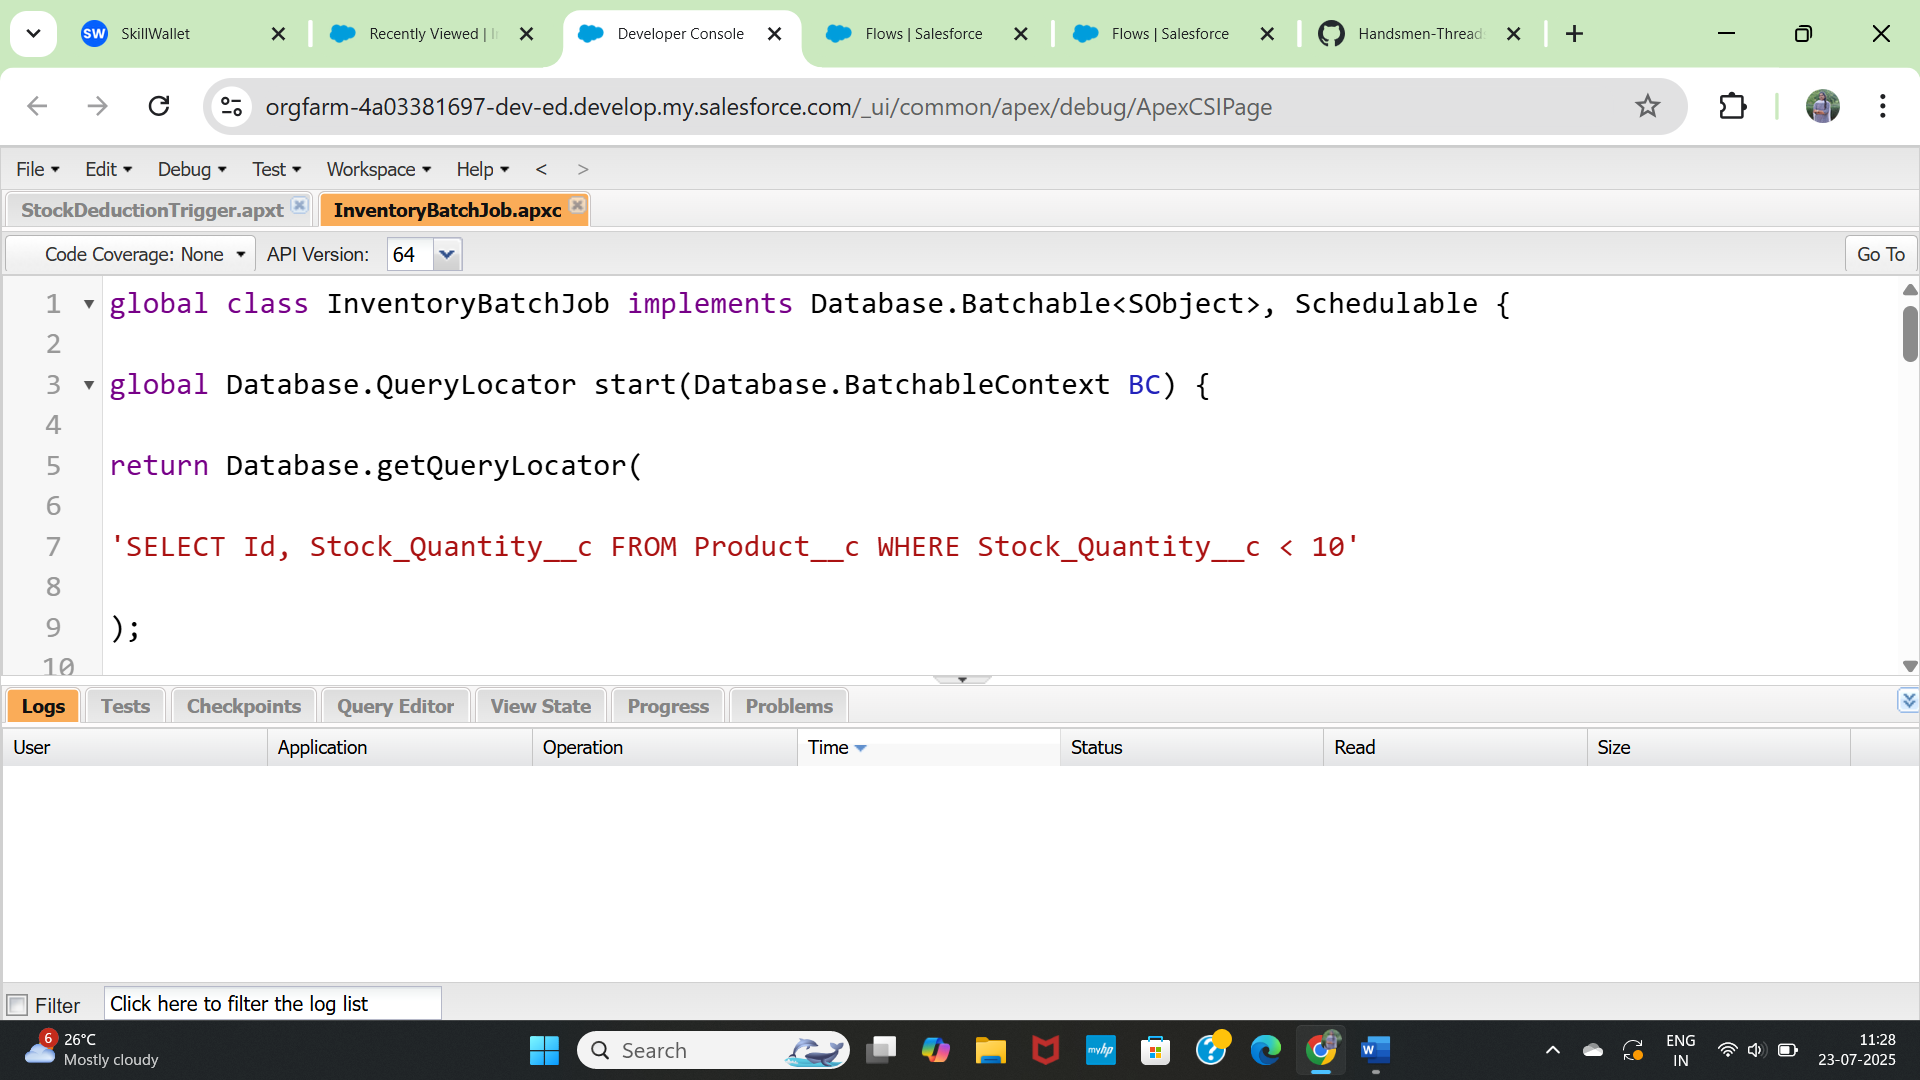 SW SkillWallet
Recently Viewed | I
Developer Console
Flows | Salesforce
Flows | Salesforce
Handsmen-Thread
orgfarm-4a03381697-dev-ed.develop.my.salesforce.com/_ui/common/apex/debug/ApexCSIPage
File Edit Debug Test Workspace Help < >
StockDeductionTrigger.apxt InventoryBatchJob.apxc
Code Coverage: None API Version: 64 Go To
1 global class InventoryBatchJob implements Database.Batchable<SObject>, Schedulable {
2
3 global Database.QueryLocator start(Database.BatchableContext BC) {
4
5 return Database.getQueryLocator(
6
7 'SELECT Id, Stock_Quantity__c FROM Product__c WHERE Stock_Quantity__c < 10'
8
9 );
10
Logs Tests Checkpoints Query Editor View State Progress Problems
User Application Operation Time Status Read Size
Filter Click here to filter the log list
6 26°C
Mostly cloudy
Search
myhp
W
ENG
IN
11:28
23-07-2025